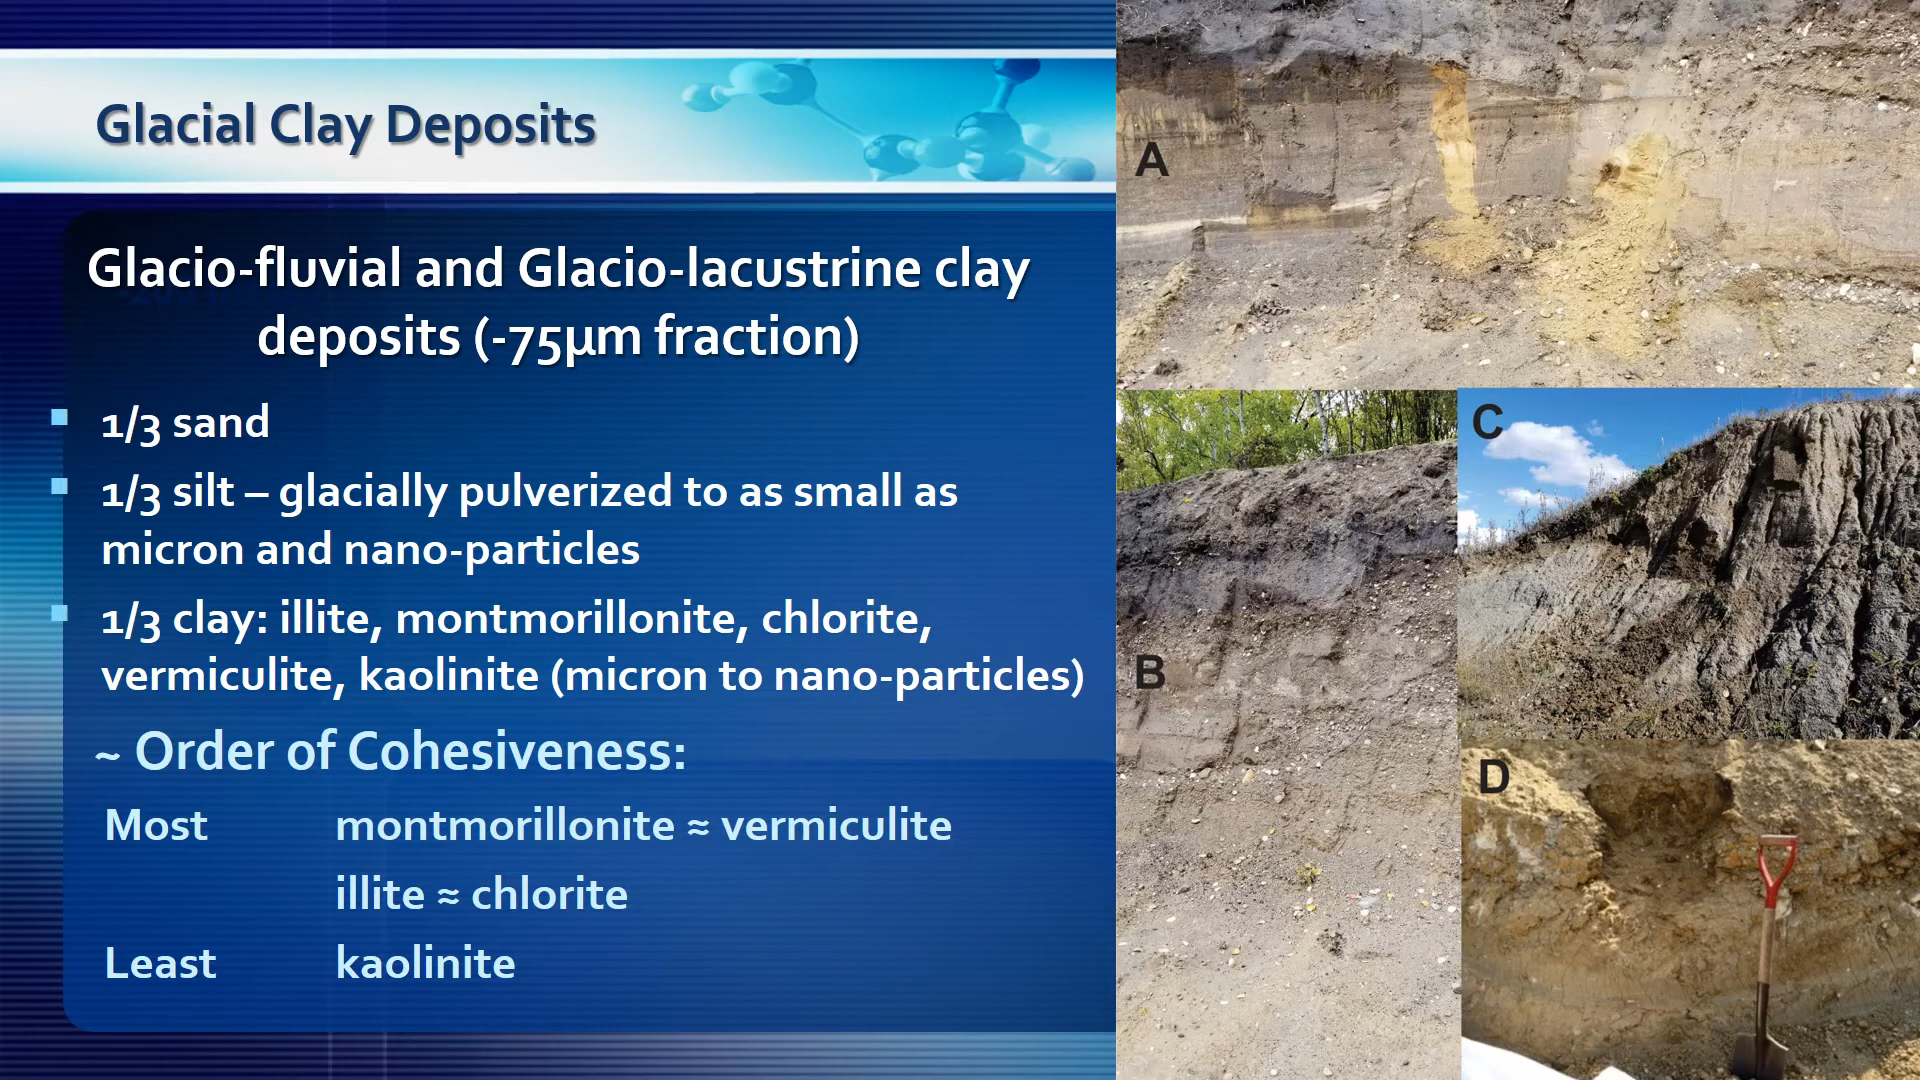 Glacial Clay Deposits
Glacio-fluvial and Glacio-lacustrine clay
deposits (-75µm fraction)
1/3 sand
1/3 silt – glacially pulverized to as small as
micron and nano-particles
1/3 clay: illite, montmorillonite, chlorite,
vermiculite, kaolinite (micron to nano-particles)
~ Order of Cohesiveness:
Most montmorillonite ≈ vermiculite
illite ≈ chlorite
Least kaolinite
A
B
C
D